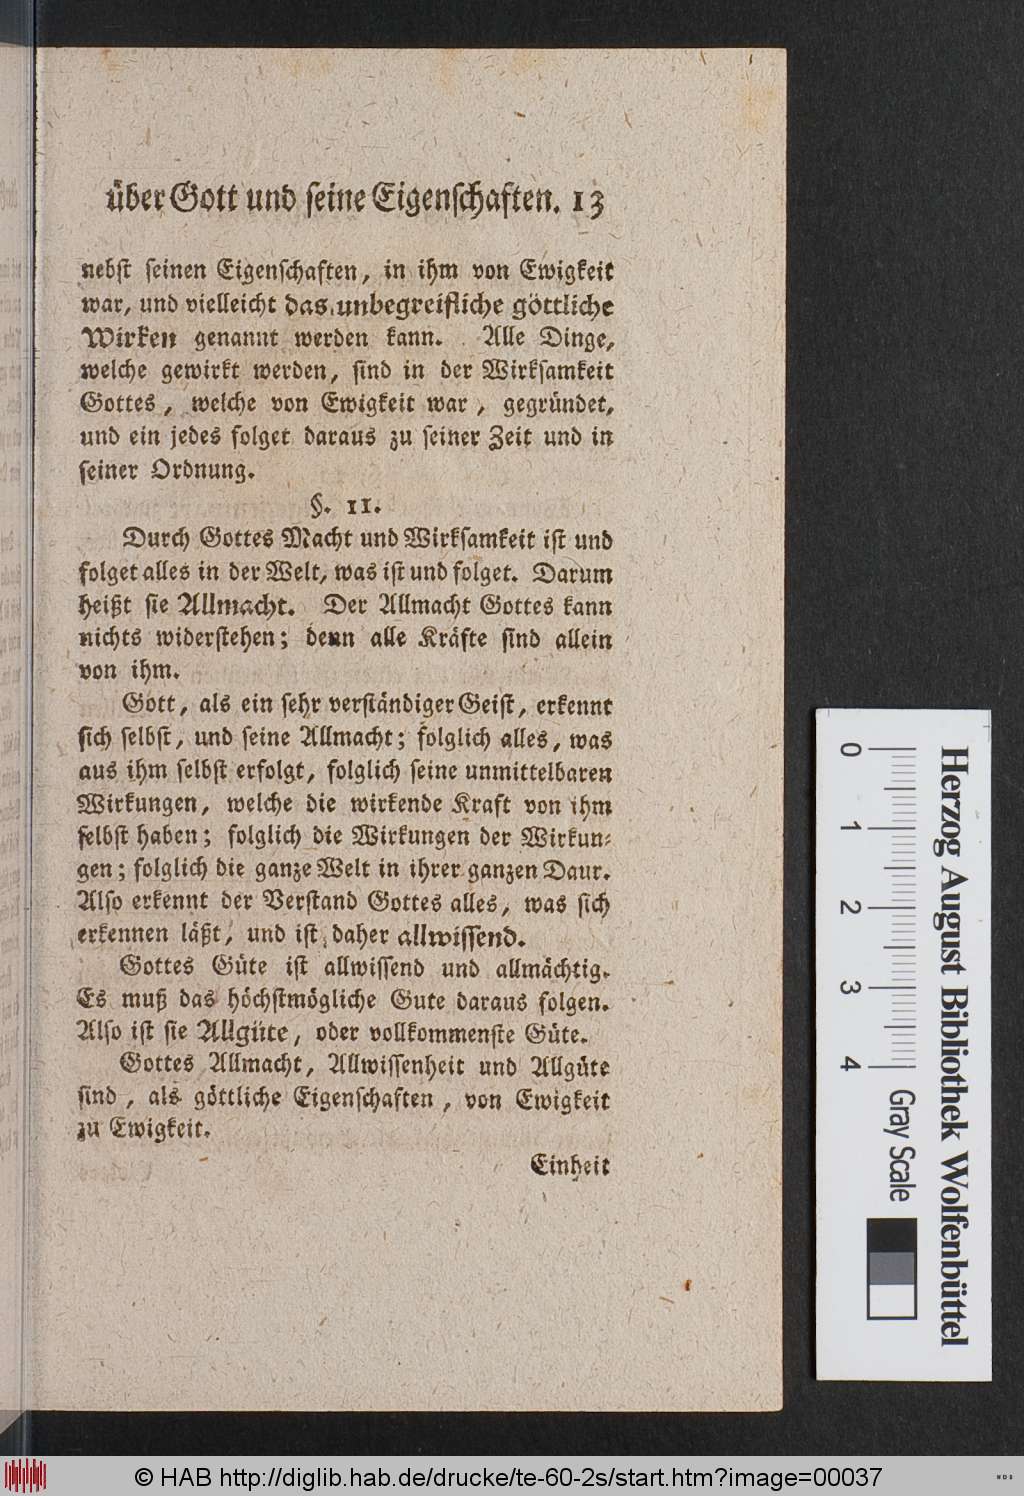 über Gott und seine Eigenschaften. 13
nebst seinen Eigenschaften, in ihm von Ewigkeit
war, und vielleicht das unbegreifliche göttliche
Wirken genannt werden kann. Alle Dinge,
welche gewirkt werden, sind in der Wirksamkeit
Gottes, welche von Ewigkeit war, gegründet,
und ein jedes folget daraus zu seiner Zeit und in
seiner Ordnung.
§. 11.
Durch Gottes Macht und Wirksamkeit ist und
folget alles in der Welt, was ist und folget. Darum
heißt sie Allmacht. Der Allmacht Gottes kann
nichts widerstehen; denn alle Kräfte sind allein
von ihm.
Gott, als ein sehr verständiger Geist, erkennt
sich selbst, und seine Allmacht; folglich alles, was
aus ihm selbst erfolgt, folglich seine unmittelbaren
Wirkungen, welche die wirkende Kraft von ihm
selbst haben; folglich die Wirkungen der Wirkun-
gen; folglich die ganze Welt in ihrer ganzen Daur.
Also erkennt der Verstand Gottes alles, was sich
erkennen läßt, und ist daher allwissend.
Gottes Güte ist allwissend und allmächtig.
Es muß das höchstmögliche Gute daraus folgen.
Also ist sie Allgüte, oder vollkommenste Güte.
Gottes Allmacht, Allwissenheit und Allgüte
sind, als göttliche Eigenschaften, von Ewigkeit
zu Ewigkeit.
Einheit
Herzog August Bibliothek Wolfenbüttel
0 1 2 3 4
Gray Scale
© HAB http://diglib.hab.de/drucke/te-60-2s/start.htm?image=00037